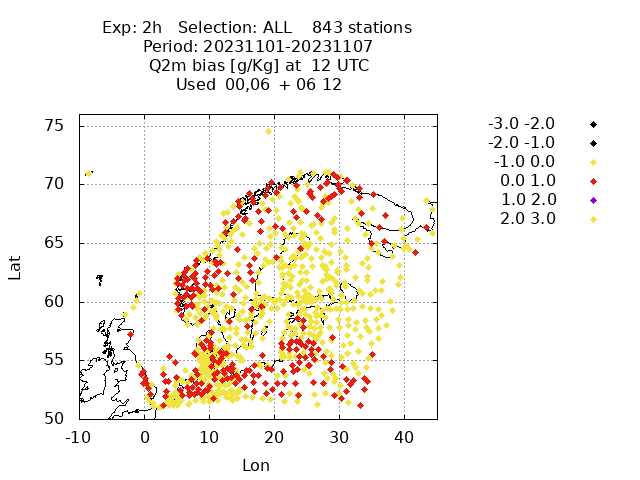 Exp: 2h   Selection: ALL    843 stations
Period: 20231101-20231107
Q2m bias [g/Kg] at  12 UTC
Used  00,06  + 06 12
-3.0 -2.0
-2.0 -1.0
-1.0 0.0
0.0 1.0
1.0 2.0
2.0 3.0
75
70
65
60
55
50
Lat
-10 0 10 20 30 40
Lon